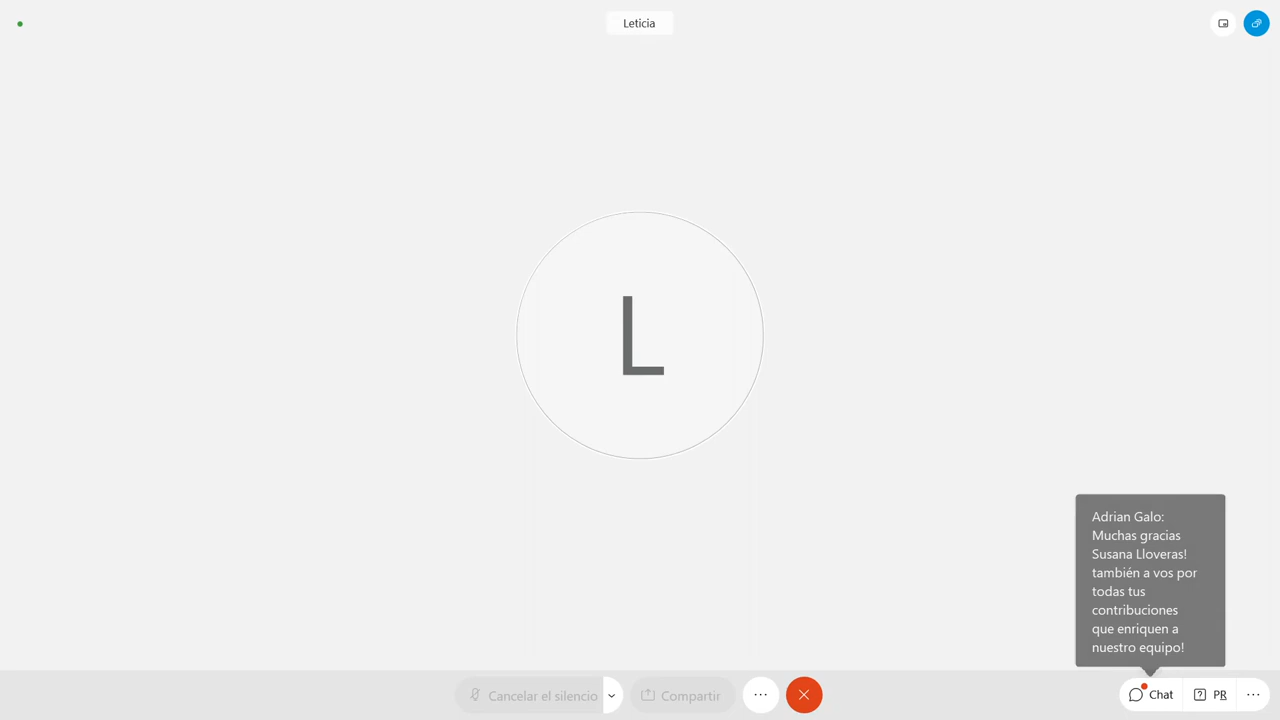 Leticia
L
Adrian Galo:
Muchas gracias
Susana Lloveras!
también a vos por
todas tus
contribuciones
que enriquen a
nuestro equipo!
Cancelar el silencio
Compartir
Chat
PR